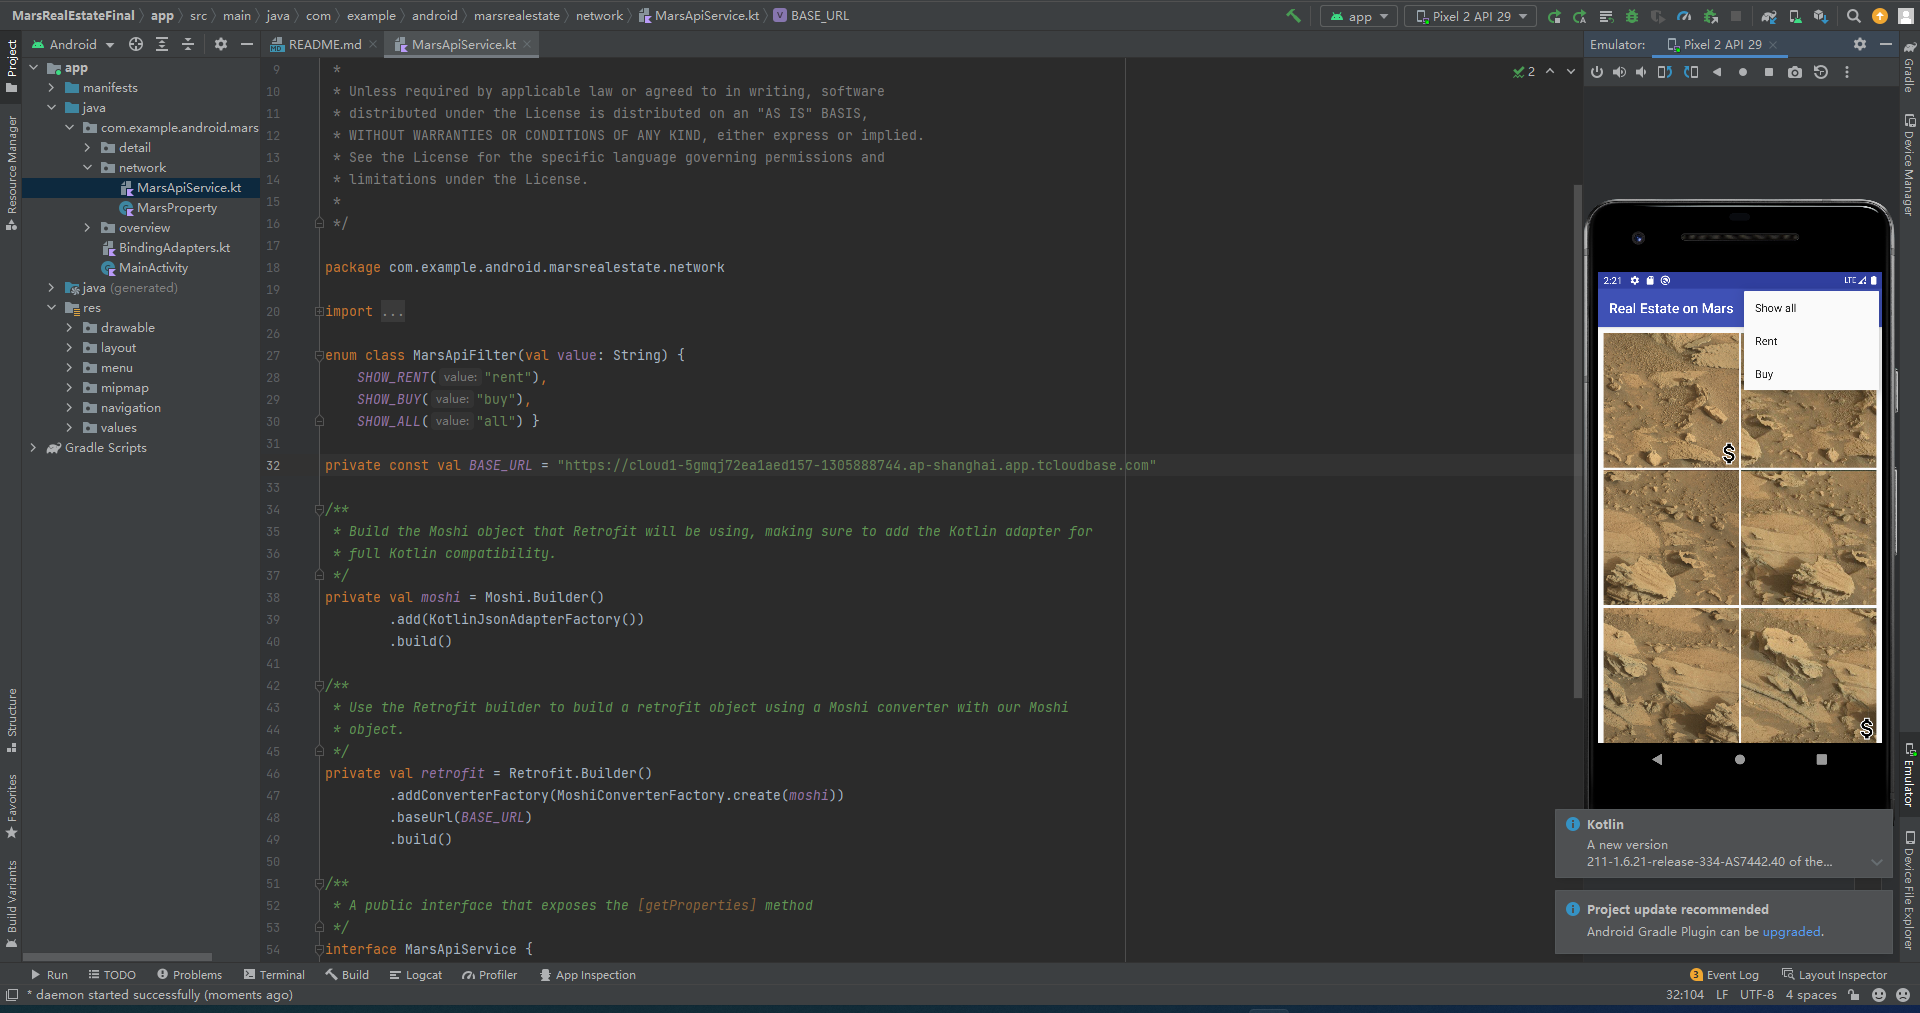 MarsRealEstateFinal app src main java com example android marsrealestate network MarsApiService.kt BASE_URL
app Pixel 2 API 29
Project
Resource Manager
Structure
Favorites
Build Variants
Android
app
manifests
java
com.example.android.mars
detail
network
MarsApiService.kt
MarsProperty
overview
BindingAdapters.kt
MainActivity
java (generated)
res
drawable
layout
menu
mipmap
navigation
values
Gradle Scripts
README.md MarsApiService.kt
2
9 *
10 * Unless required by applicable law or agreed to in writing, software
11 * distributed under the License is distributed on an "AS IS" BASIS,
12 * WITHOUT WARRANTIES OR CONDITIONS OF ANY KIND, either express or implied.
13 * See the License for the specific language governing permissions and
14 * limitations under the License.
15 *
16 */
17
18 package com.example.android.marsrealestate.network
19
20 import ...
26
27 enum class MarsApiFilter(val value: String) {
28 SHOW_RENT( value: "rent"),
29 SHOW_BUY( value: "buy"),
30 SHOW_ALL( value: "all") }
31
32 private const val BASE_URL = "https://cloud1-5gmqj72ea1aed157-1305888744.ap-shanghai.app.tcloudbase.com"
33
34 /**
35 * Build the Moshi object that Retrofit will be using, making sure to add the Kotlin adapter for
36 * full Kotlin compatibility.
37 */
38 private val moshi = Moshi.Builder()
39 .add(KotlinJsonAdapterFactory())
40 .build()
41
42 /**
43 * Use the Retrofit builder to build a retrofit object using a Moshi converter with our Moshi
44 * object.
45 */
46 private val retrofit = Retrofit.Builder()
47 .addConverterFactory(MoshiConverterFactory.create(moshi))
48 .baseUrl(BASE_URL)
49 .build()
50
51 /**
52 * A public interface that exposes the [getProperties] method
53 */
54 interface MarsApiService {
Emulator: Pixel 2 API 29
2:21 LTE
Real Estate on Mars
Show all
Rent
Buy
$
$
Kotlin
A new version
211-1.6.21-release-334-AS7442.40 of the...
Project update recommended
Android Gradle Plugin can be upgraded.
Gradle
Device Manager
Emulator
Device File Explorer
Run TODO Problems Terminal Build Logcat Profiler App Inspection
3 Event Log Layout Inspector
* daemon started successfully (moments ago)
32:104 LF UTF-8 4 spaces